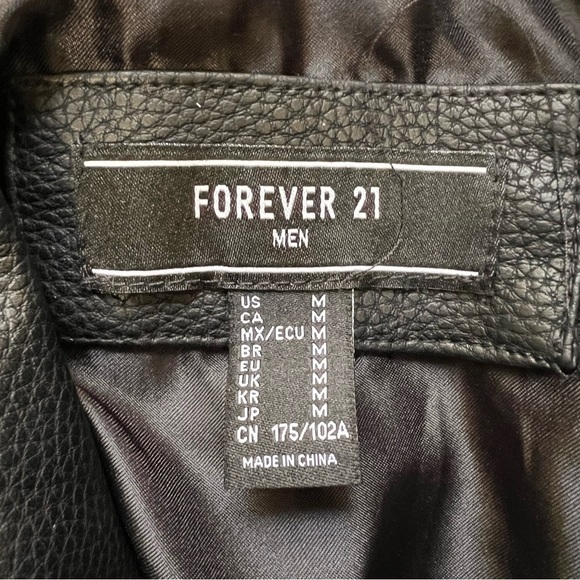 FOREVER 21
MEN
US M
CA M
MX/ECU M
BR M
EU M
UK M
KR M
JP M
CN 175/102A
MADE IN CHINA